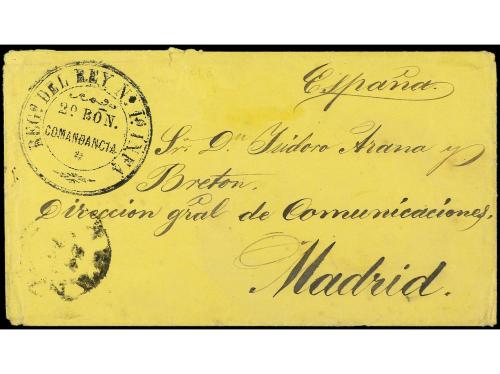 REGº DEL REY Nº 1º INFA
2º BON.
COMANDANCIA
España.
Sr. Dn. Isidoro Arana y
Breton.
Direccion gral de Comunicaciones.
Madrid.